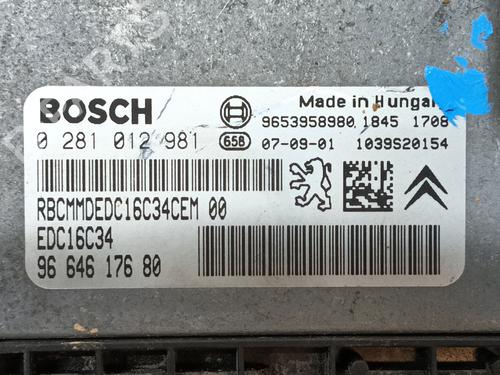 BOSCH
Made in Hungary
9653958980 1845 1708
0 281 012 981
658
07-09-01 1039S20154
RBCMMDEDC16C34CEM 00
EDC16C34
96 646 176 80